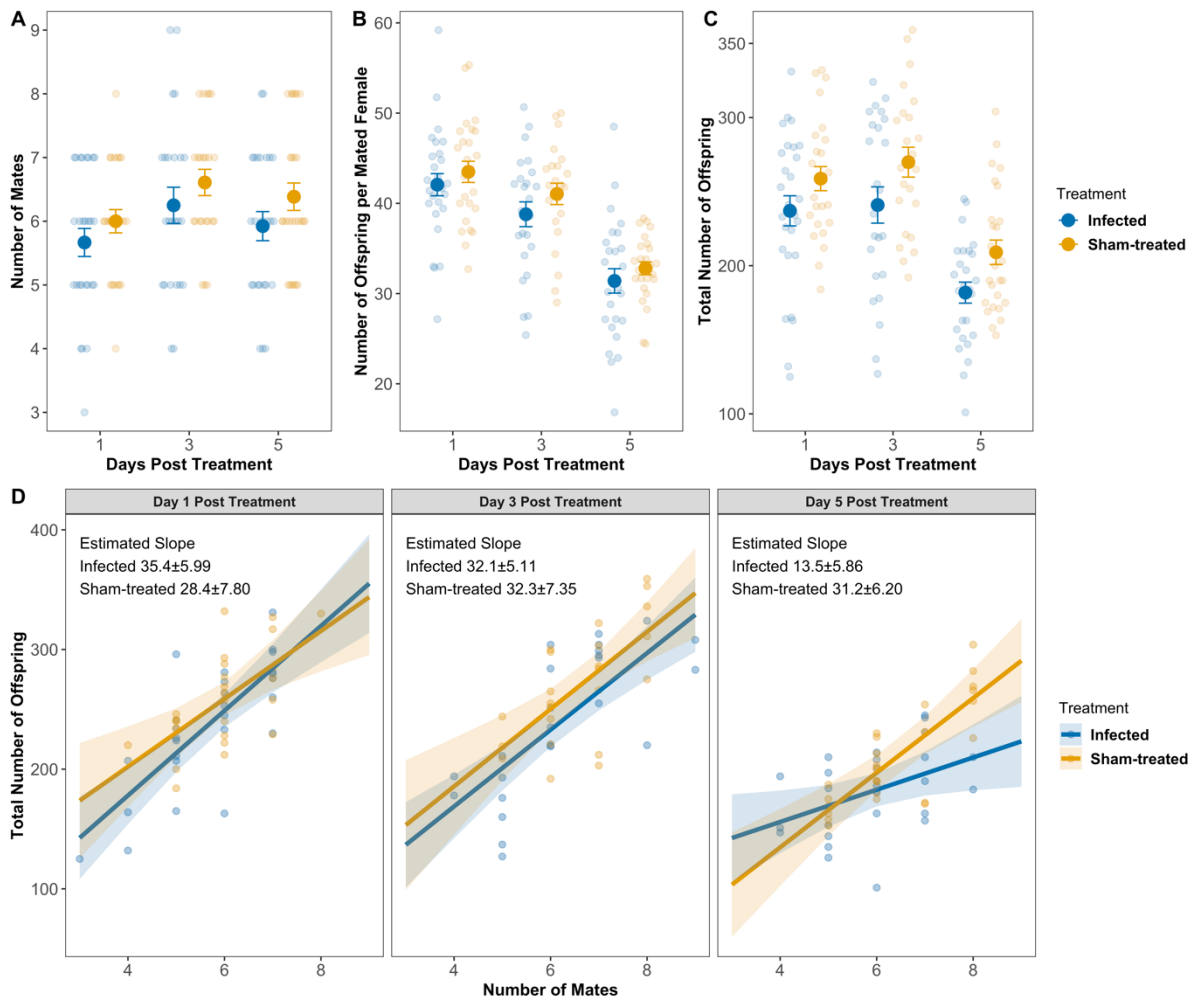 A
B
C
Number of Mates
9
8
7
6
5
4
3
1
3
5
Days Post Treatment
Number of Offspring per Mated Female
60
50
40
30
20
1
3
5
Days Post Treatment
Total Number of Offspring
350
300
200
100
1
3
5
Days Post Treatment
Treatment
Infected
Sham-treated
D
Day 1 Post Treatment
Day 3 Post Treatment
Day 5 Post Treatment
Estimated Slope
Infected 35.4±5.99
Sham-treated 28.4±7.80
Estimated Slope
Infected 32.1±5.11
Sham-treated 32.3±7.35
Estimated Slope
Infected 13.5±5.86
Sham-treated 31.2±6.20
Total Number of Offspring
400
300
200
100
4
6
8
4
6
8
4
6
8
Number of Mates
Treatment
Infected
Sham-treated